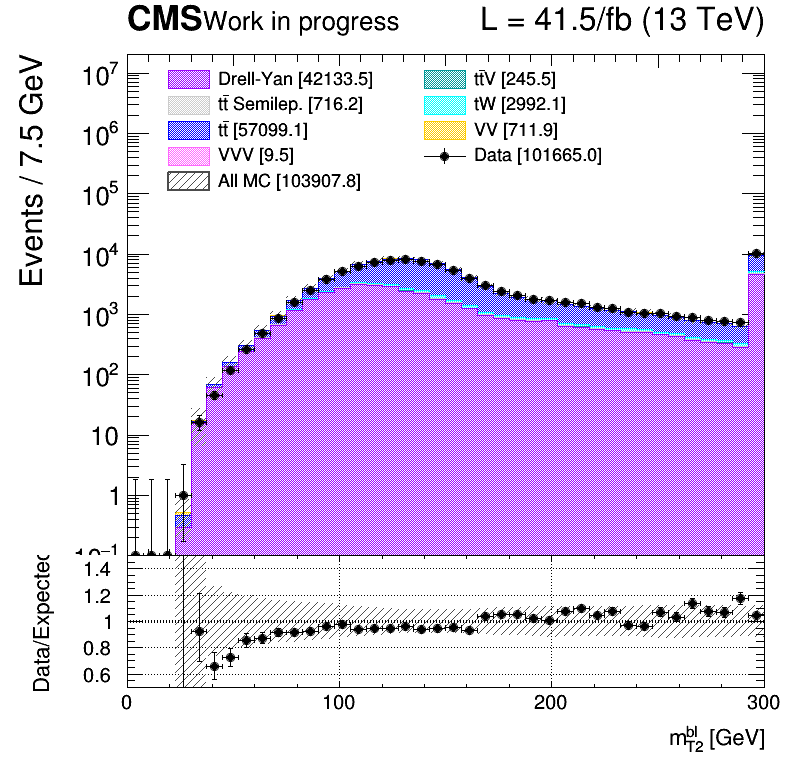 CMS Work in progress L = 41.5/fb (13 TeV)
Events / 7.5 GeV
10⁷
10⁶
10⁵
10⁴
10³
10²
10
1
10⁻¹
Drell-Yan [42133.5]
tt̄ Semilep. [716.2]
tt̄ [57099.1]
VVV [9.5]
All MC [103907.8]
tt̄V [245.5]
tW [2992.1]
VV [711.9]
Data [101665.0]
Data/Expected
1.4
1.2
1
0.8
0.6
0 100 200 300
m_{T2}^{bl} [GeV]